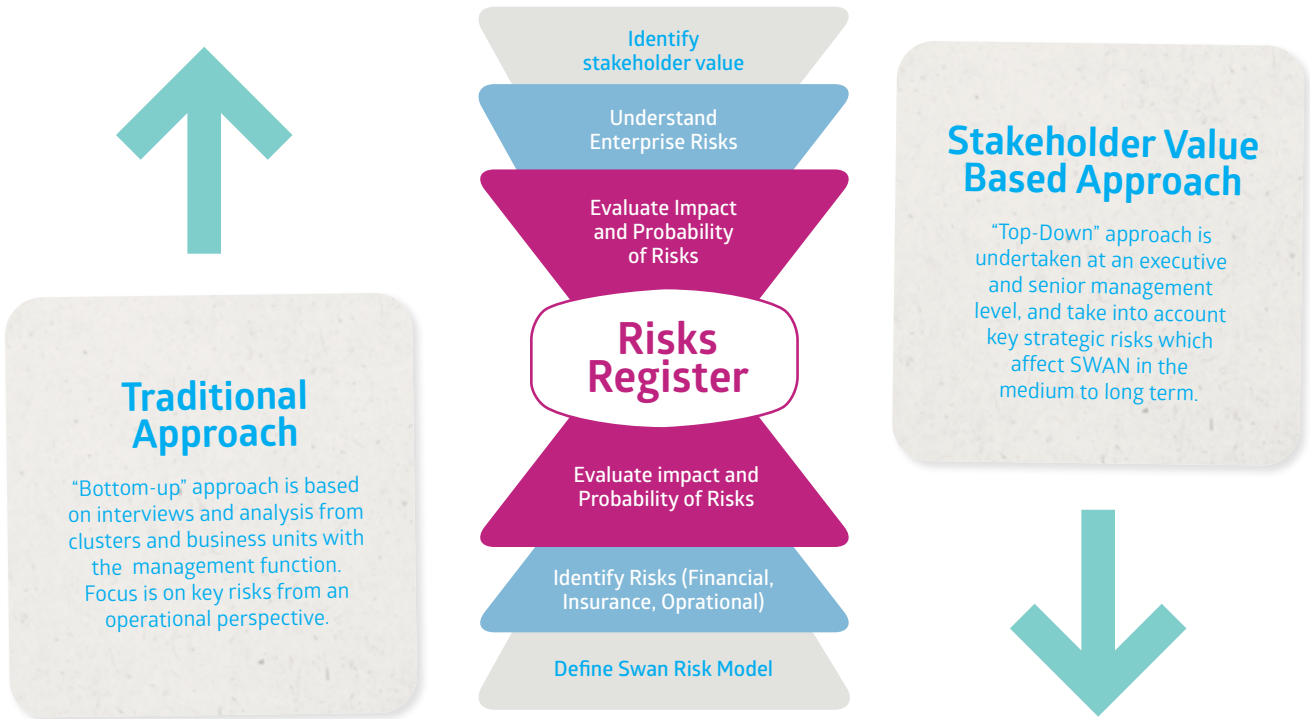 Identify
stakeholder value
Understand
Enterprise Risks
Evaluate Impact
and Probability
of Risks
Risks
Register
Evaluate impact and
Probability of Risks
Identify Risks (Financial,
Insurance, Oprational)
Define Swan Risk Model
Traditional
Approach
“Bottom-up” approach is based
on interviews and analysis from
clusters and business units with
the management function.
Focus is on key risks from an
operational perspective.
Stakeholder Value
Based Approach
“Top-Down” approach is
undertaken at an executive
and senior management
level, and take into account
key strategic risks which
affect SWAN in the
medium to long term.